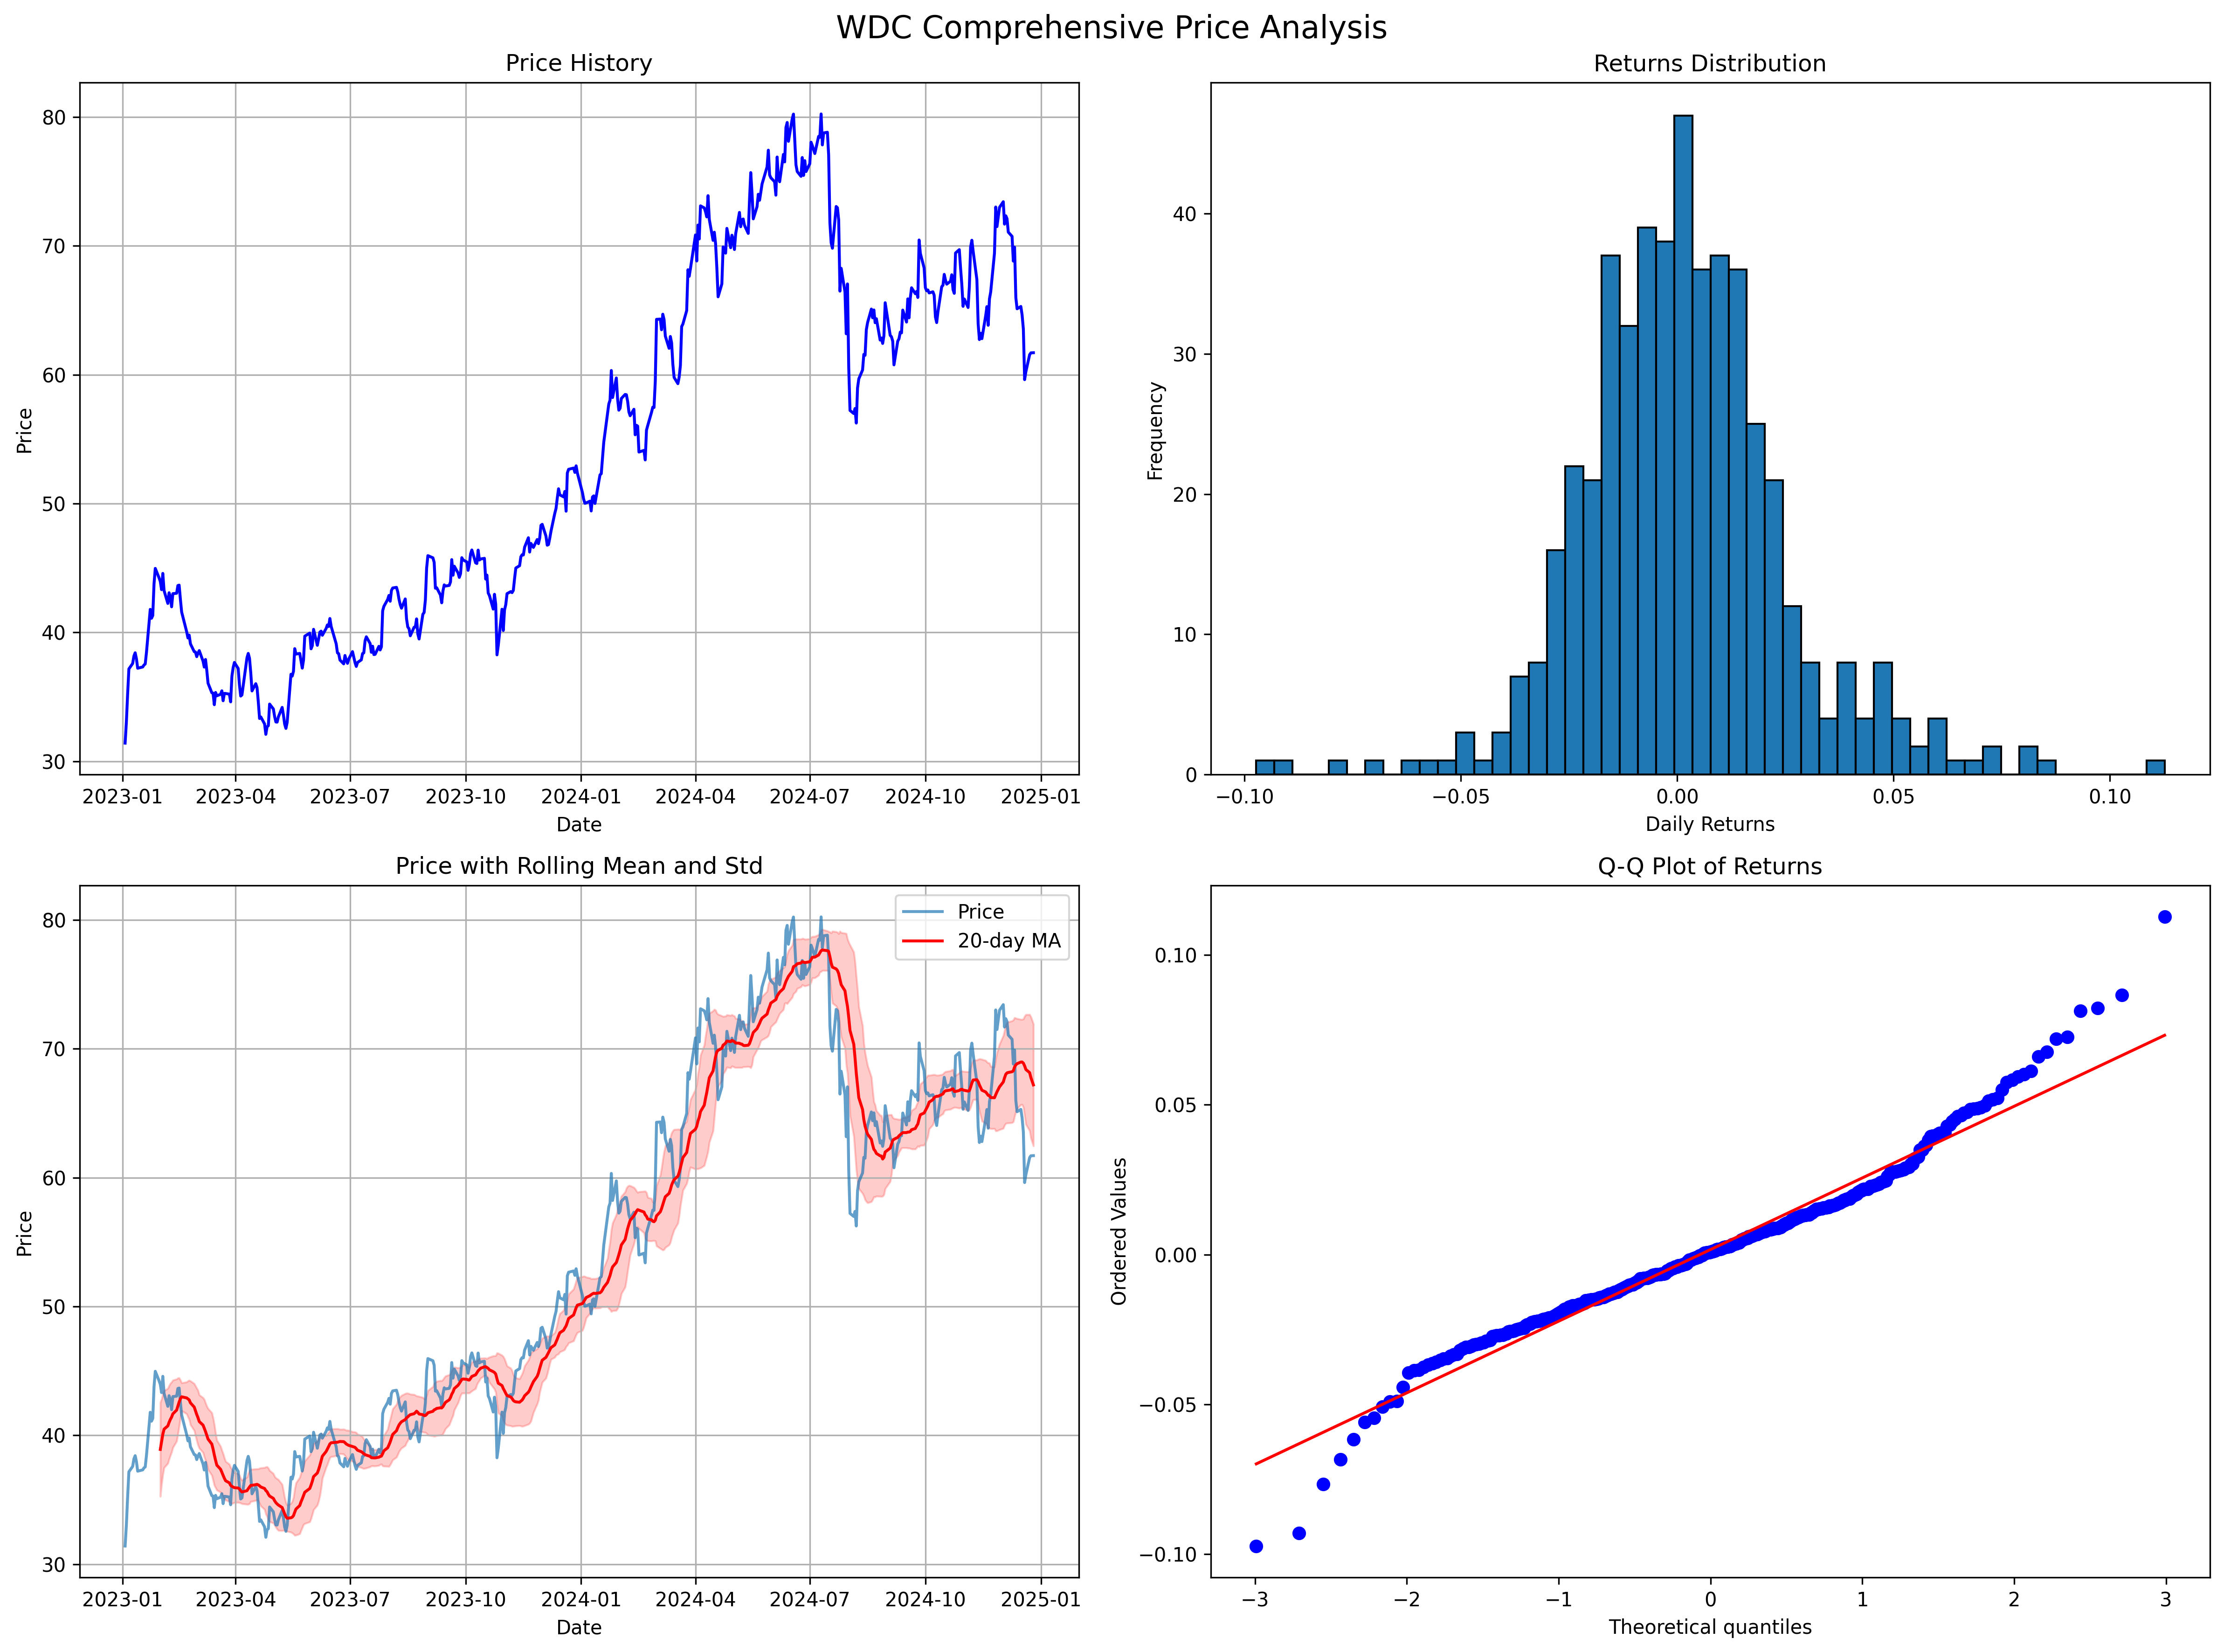 WDC Comprehensive Price Analysis
Price History
80
70
60
50
40
30
Price
2023-01 2023-04 2023-07 2023-10 2024-01 2024-04 2024-07 2024-10 2025-01
Date
Returns Distribution
40
30
20
10
0
Frequency
−0.10 −0.05 0.00 0.05 0.10
Daily Returns
Price with Rolling Mean and Std
Price
20-day MA
80
70
60
50
40
30
Price
2023-01 2023-04 2023-07 2023-10 2024-01 2024-04 2024-07 2024-10 2025-01
Date
Q-Q Plot of Returns
0.10
0.05
0.00
−0.05
−0.10
Ordered Values
−3 −2 −1 0 1 2 3
Theoretical quantiles